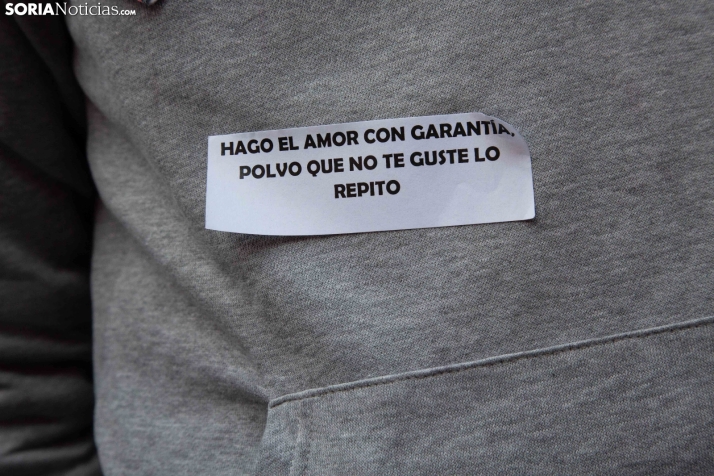 SORIANoticias.com
HAGO EL AMOR CON GARANTÍA.
POLVO QUE NO TE GUSTE LO
REPITO